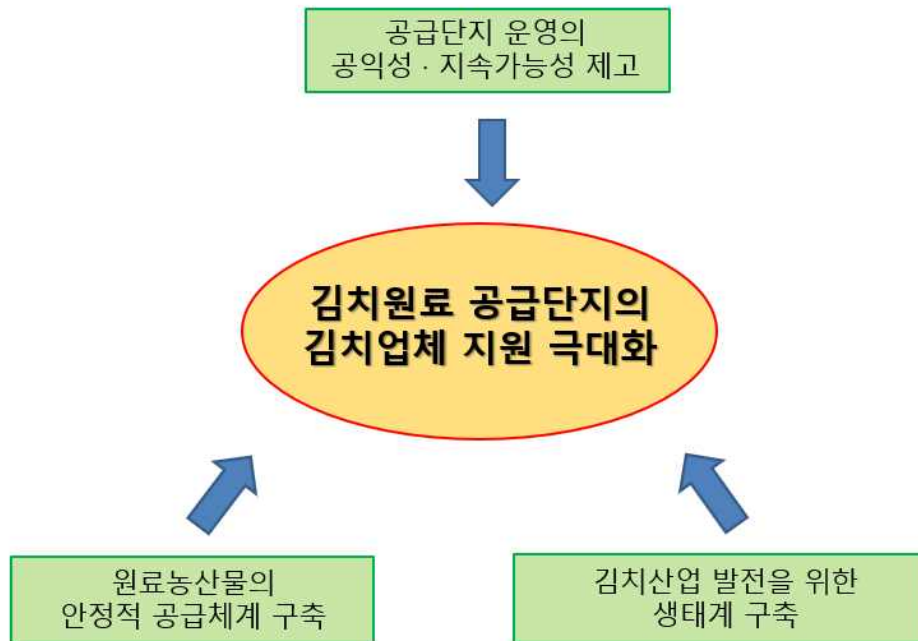 공급단지 운영의
공익성 · 지속가능성 제고
김치원료 공급단지의
김치업체 지원 극대화
원료농산물의
안정적 공급체계 구축
김치산업 발전을 위한
생태계 구축